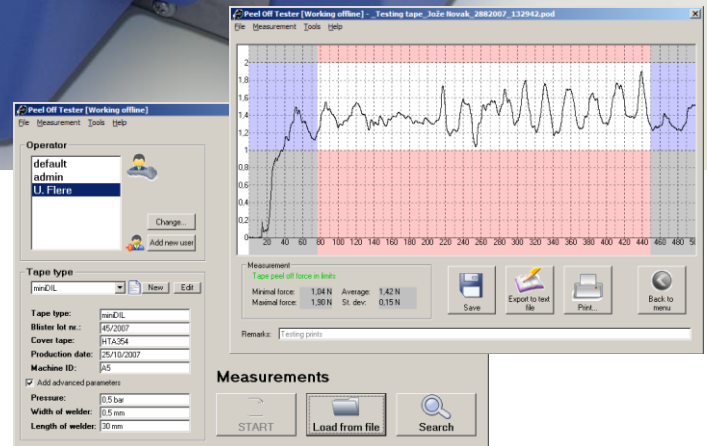 Peel Off Tester [Working offline] - _Testing tape_Jože Novak_2882007_132942.pod
File Measurement Tools Help
2
1,8
1,6
1,4
1,2
1
0,8
0,6
0,4
0,2
0
20 40 60 80 100 120 140 160 180 200 220 240 260 280 300 320 340 360 380 400 420 440 460 480
Measurement
Tape peel off force in limits
Minimal force: 1,04 N Average: 1,42 N
Maximal force: 1,90 N St. dev: 0,15 N
Save
Export to text
file
Print...
Back to
menu
Remarks: Testing prints
Peel Off Tester [Working offline]
File Measurement Tools Help
Operator
default
admin
U. Flere
Change...
Add new user
Tape type
miniDIL New Edit
Tape type: miniDIL
Blister lot nr.: 45/2007
Cover tape: HTA354
Production date: 25/10/2007
Machine ID: A5
Add advanced parameters
Pressure: 0,5 bar
Width of welder: 0,5 mm
Length of welder: 30 mm
Measurements
START
Load from file
Search